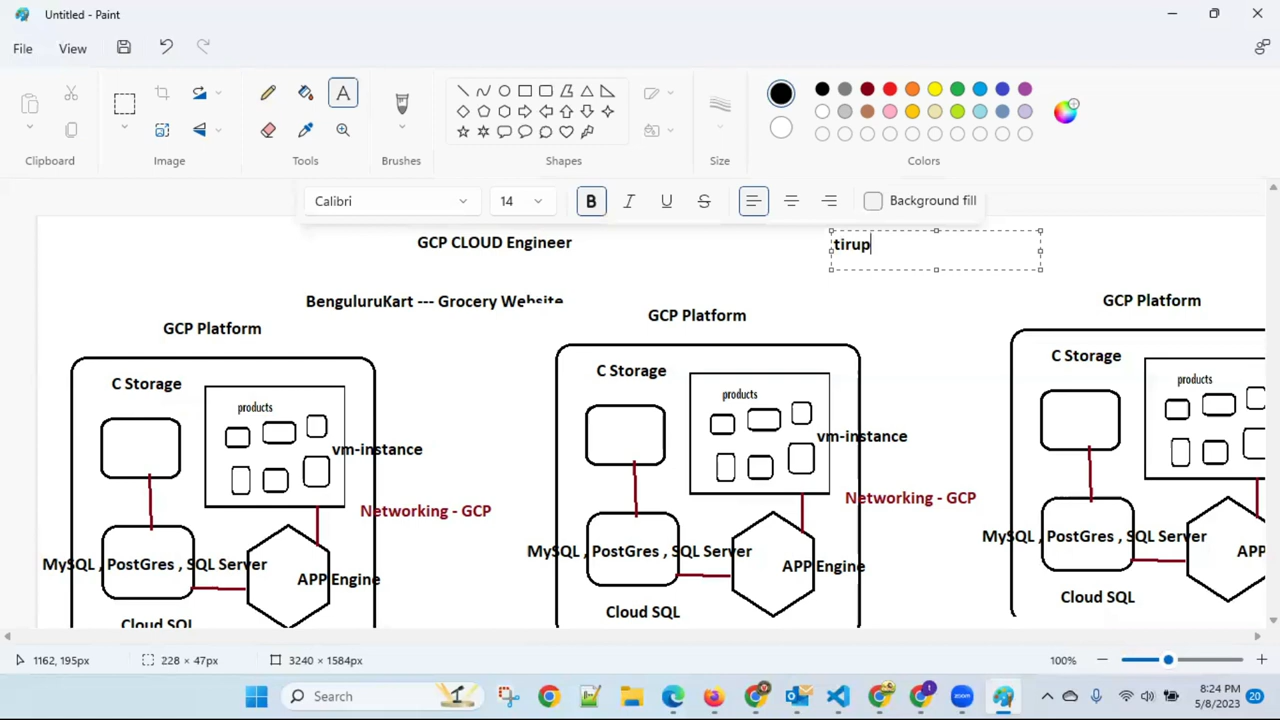 Untitled - Paint
File View
Clipboard Image Tools Brushes Shapes Size Colors
Calibri 14 B I U S Background fill
GCP CLOUD Engineer
tirup
BenguluruKart --- Grocery Website
GCP Platform
C Storage
products
vm-instance
Networking - GCP
MySQL , PostGres , SQL Server
APP Engine
Cloud SQL
GCP Platform
C Storage
products
vm-instance
Networking - GCP
MySQL , PostGres , SQL Server
APP Engine
Cloud SQL
GCP Platform
C Storage
products
MySQL , PostGres , SQL Server
APP
Cloud SQL
1162, 195px 228 × 47px 3240 × 1584px 100%
Search
zoom
8:24 PM
5/8/2023
20